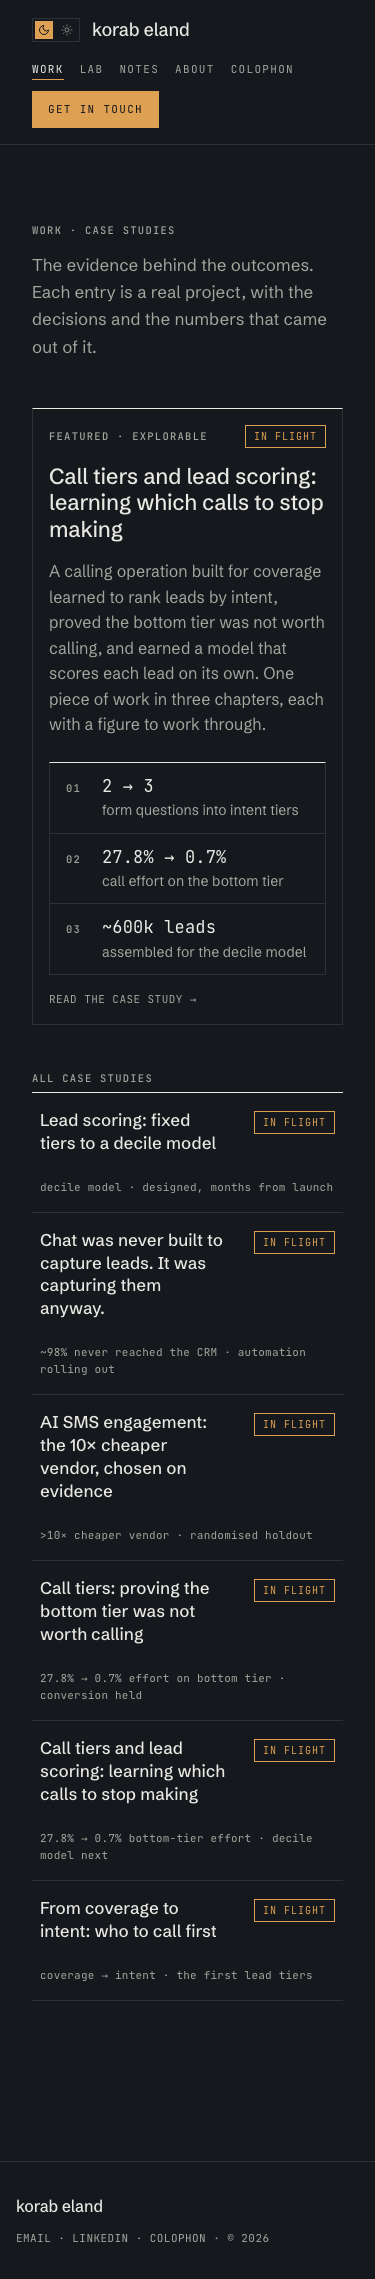 korab eland
WORK LAB NOTES ABOUT COLOPHON
GET IN TOUCH
WORK · CASE STUDIES
The evidence behind the outcomes.
Each entry is a real project, with the
decisions and the numbers that came
out of it.
FEATURED · EXPLORABLE
IN FLIGHT
Call tiers and lead scoring:
learning which calls to stop
making
A calling operation built for coverage
learned to rank leads by intent,
proved the bottom tier was not worth
calling, and earned a model that
scores each lead on its own. One
piece of work in three chapters, each
with a figure to work through.
01 2 → 3
form questions into intent tiers
02 27.8% → 0.7%
call effort on the bottom tier
03 ~600k leads
assembled for the decile model
READ THE CASE STUDY →
ALL CASE STUDIES
Lead scoring: fixed
tiers to a decile model
IN FLIGHT
decile model · designed, months from launch
Chat was never built to
capture leads. It was
capturing them
anyway.
IN FLIGHT
~98% never reached the CRM · automation
rolling out
AI SMS engagement:
the 10× cheaper
vendor, chosen on
evidence
IN FLIGHT
>10× cheaper vendor · randomised holdout
Call tiers: proving the
bottom tier was not
worth calling
IN FLIGHT
27.8% → 0.7% effort on bottom tier ·
conversion held
Call tiers and lead
scoring: learning which
calls to stop making
IN FLIGHT
27.8% → 0.7% bottom-tier effort · decile
model next
From coverage to
intent: who to call first
IN FLIGHT
coverage → intent · the first lead tiers
korab eland
EMAIL · LINKEDIN · COLOPHON · © 2026